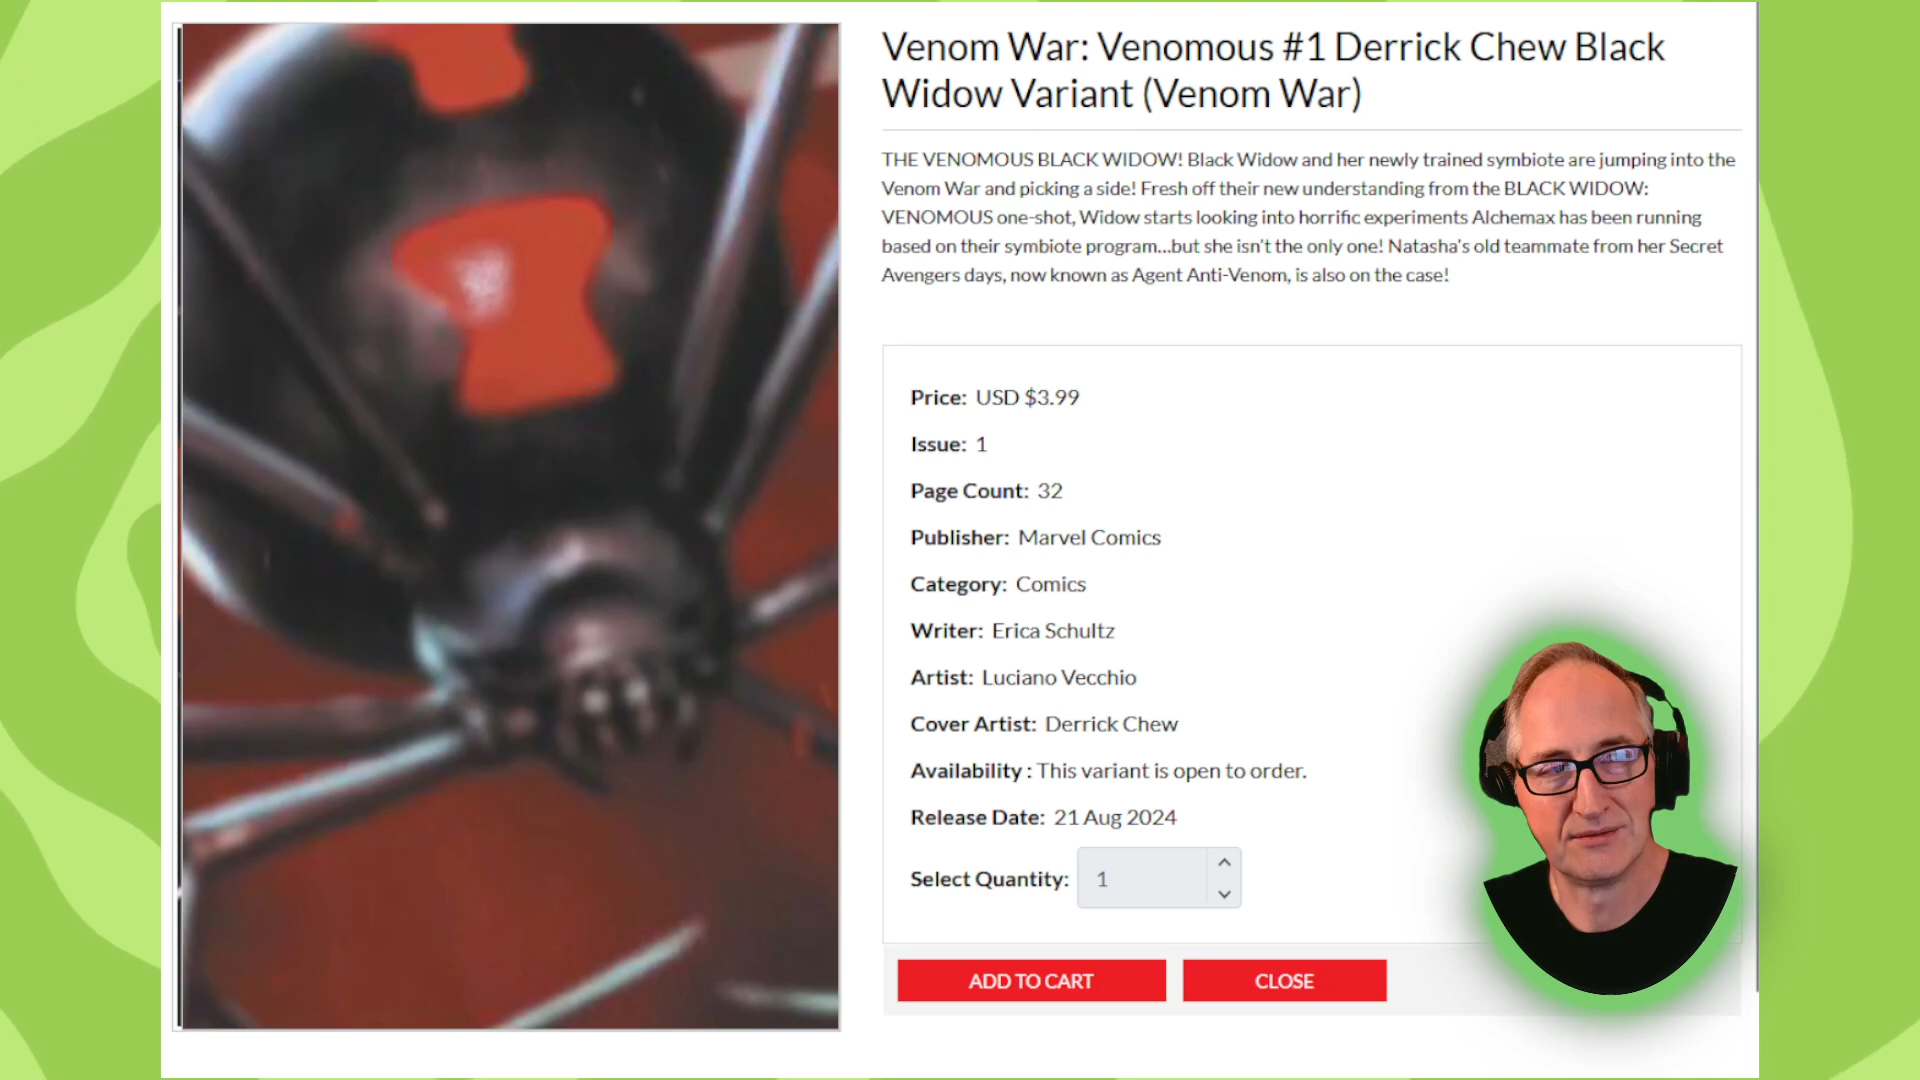 Venom War: Venomous #1 Derrick Chew Black
Widow Variant (Venom War)
THE VENOMOUS BLACK WIDOW! Black Widow and her newly trained symbiote are jumping into the
Venom War and picking a side! Fresh off their new understanding from the BLACK WIDOW:
VENOMOUS one-shot, Widow starts looking into horrific experiments Alchemax has been running
based on their symbiote program...but she isn't the only one! Natasha's old teammate from her Secret
Avengers days, now known as Agent Anti-Venom, is also on the case!
Price: USD $3.99
Issue: 1
Page Count: 32
Publisher: Marvel Comics
Category: Comics
Writer: Erica Schultz
Artist: Luciano Vecchio
Cover Artist: Derrick Chew
Availability : This variant is open to order.
Release Date: 21 Aug 2024
Select Quantity: 1
ADD TO CART
CLOSE